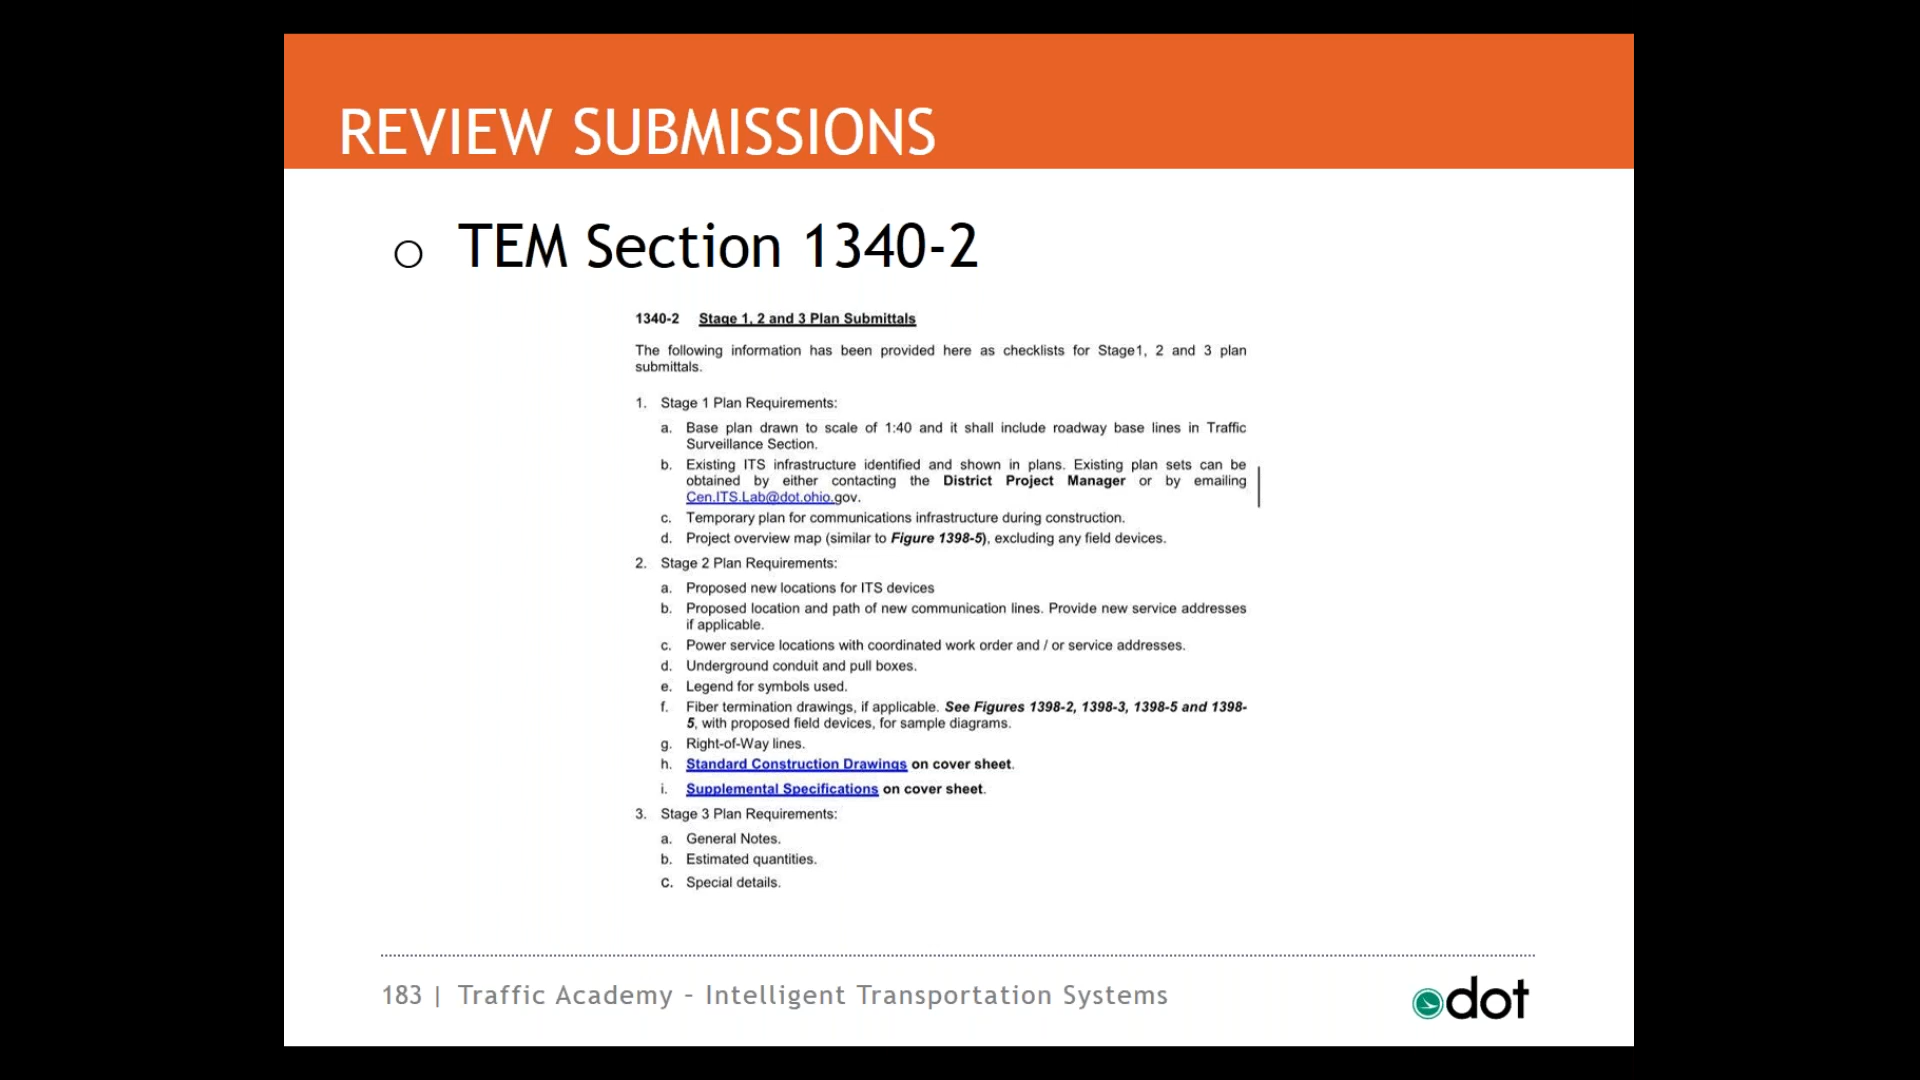 REVIEW SUBMISSIONS
○ TEM Section 1340-2
1340-2 Stage 1, 2 and 3 Plan Submittals
The following information has been provided here as checklists for Stage1, 2 and 3 plan
submittals.
1. Stage 1 Plan Requirements:
a. Base plan drawn to scale of 1:40 and it shall include roadway base lines in Traffic
Surveillance Section.
b. Existing ITS infrastructure identified and shown in plans. Existing plan sets can be
obtained by either contacting the District Project Manager or by emailing
Cen.ITS.Lab@dot.ohio.gov.
c. Temporary plan for communications infrastructure during construction.
d. Project overview map (similar to Figure 1398-5), excluding any field devices.
2. Stage 2 Plan Requirements:
a. Proposed new locations for ITS devices
b. Proposed location and path of new communication lines. Provide new service addresses
if applicable.
c. Power service locations with coordinated work order and / or service addresses.
d. Underground conduit and pull boxes.
e. Legend for symbols used.
f. Fiber termination drawings, if applicable. See Figures 1398-2, 1398-3, 1398-5 and 1398-
5, with proposed field devices, for sample diagrams.
g. Right-of-Way lines.
h. Standard Construction Drawings on cover sheet.
i. Supplemental Specifications on cover sheet.
3. Stage 3 Plan Requirements:
a. General Notes.
b. Estimated quantities.
c. Special details.
183 | Traffic Academy - Intelligent Transportation Systems
dot